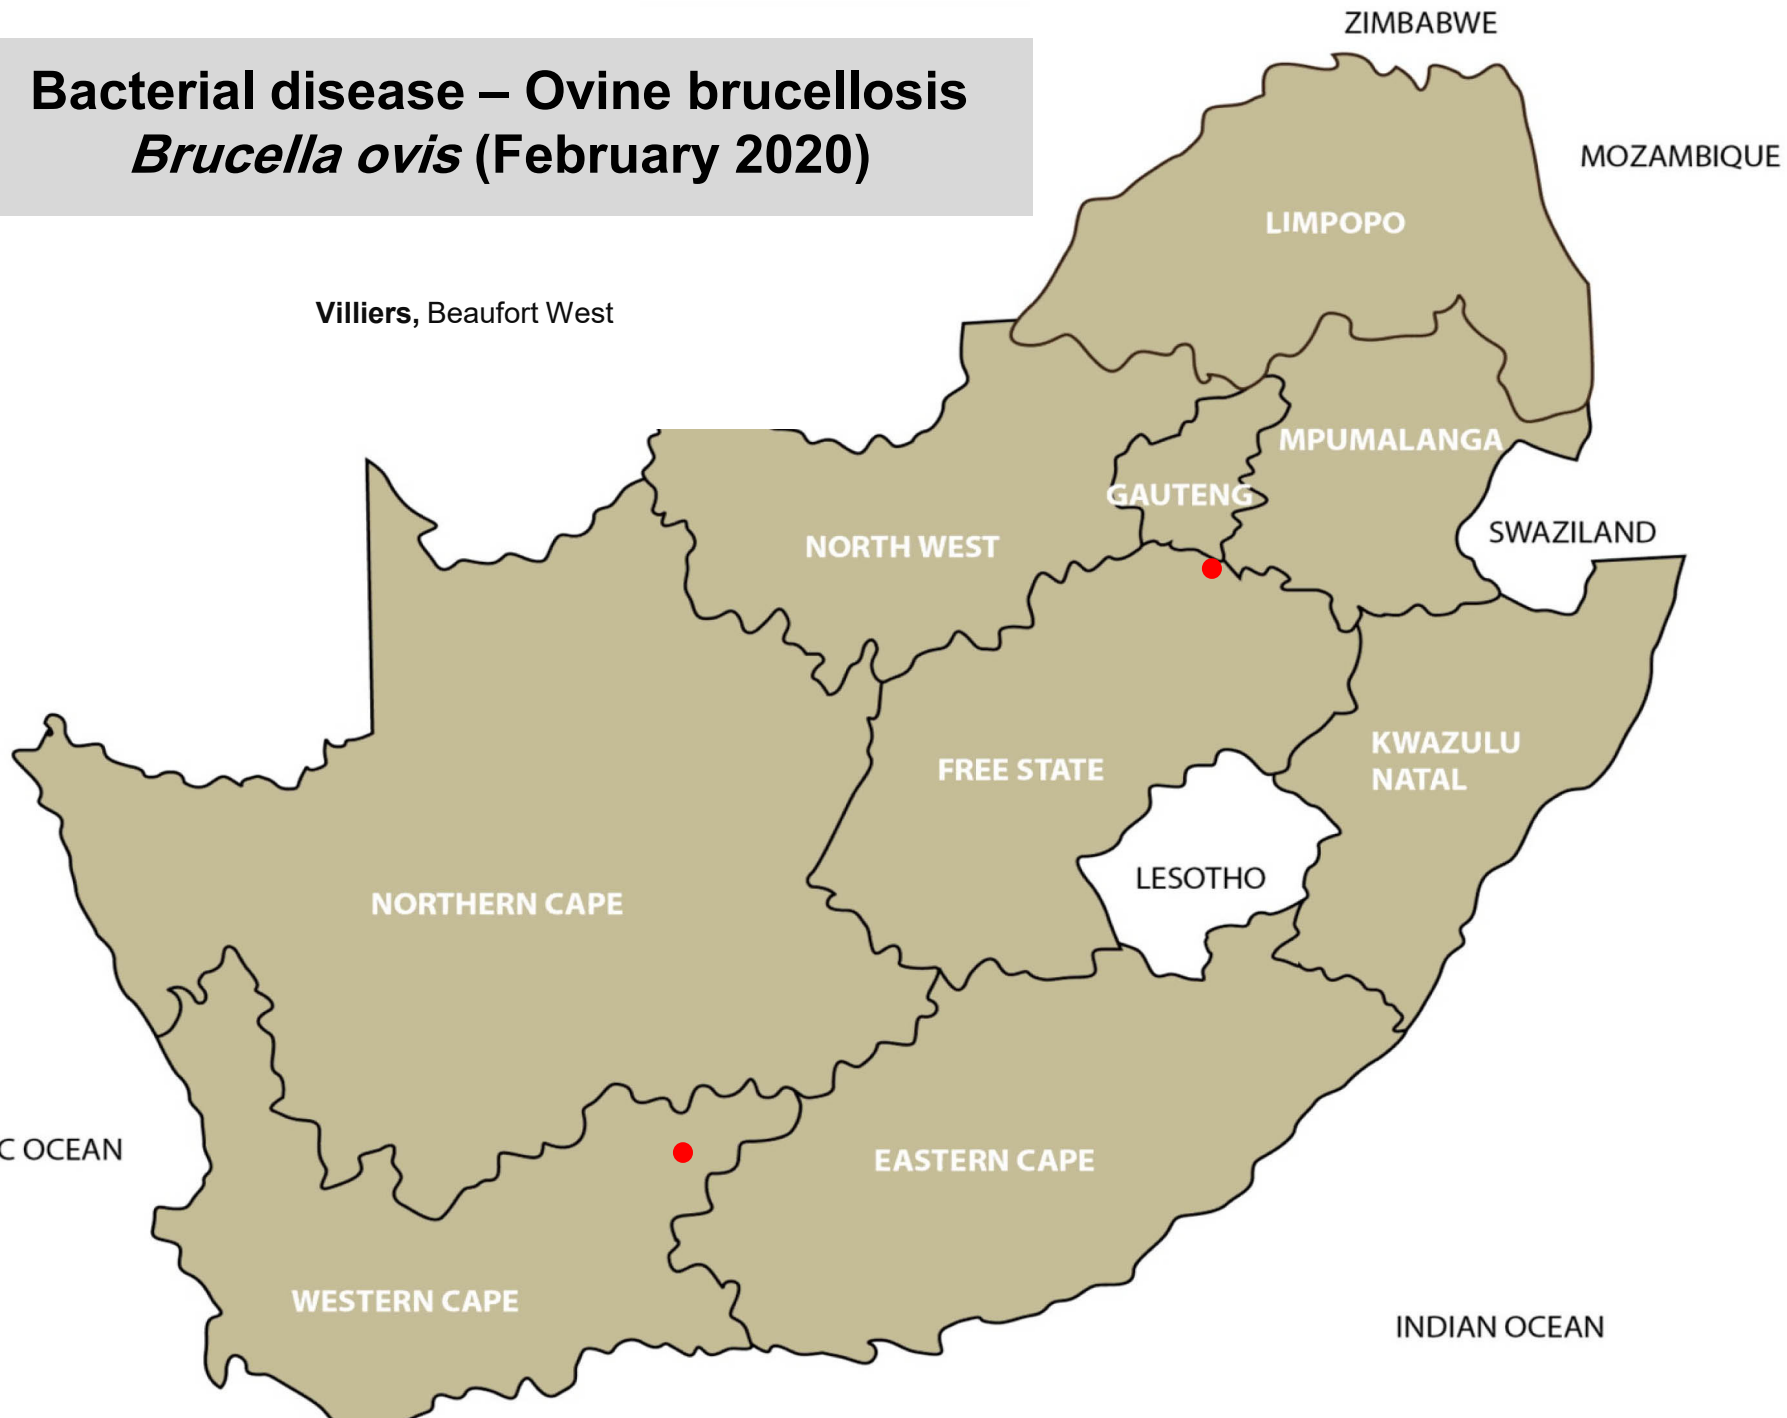 ZIMBABWE
Bacterial disease – Ovine brucellosis
Brucella ovis (February 2020)
MOZAMBIQUE
LIMPOPO
Villiers, Beaufort West
MPUMALANGA
GAUTENG
SWAZILAND
NORTH WEST
KWAZULU
NATAL
FREE STATE
LESOTHO
NORTHERN CAPE
C OCEAN
EASTERN CAPE
WESTERN CAPE
INDIAN OCEAN